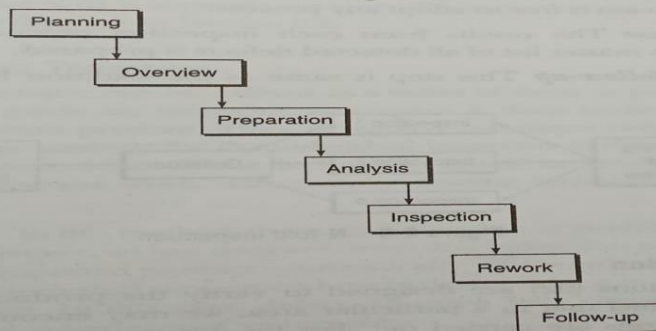 Planning
Overview
Preparation
Analysis
Inspection
Rework
Follow-up